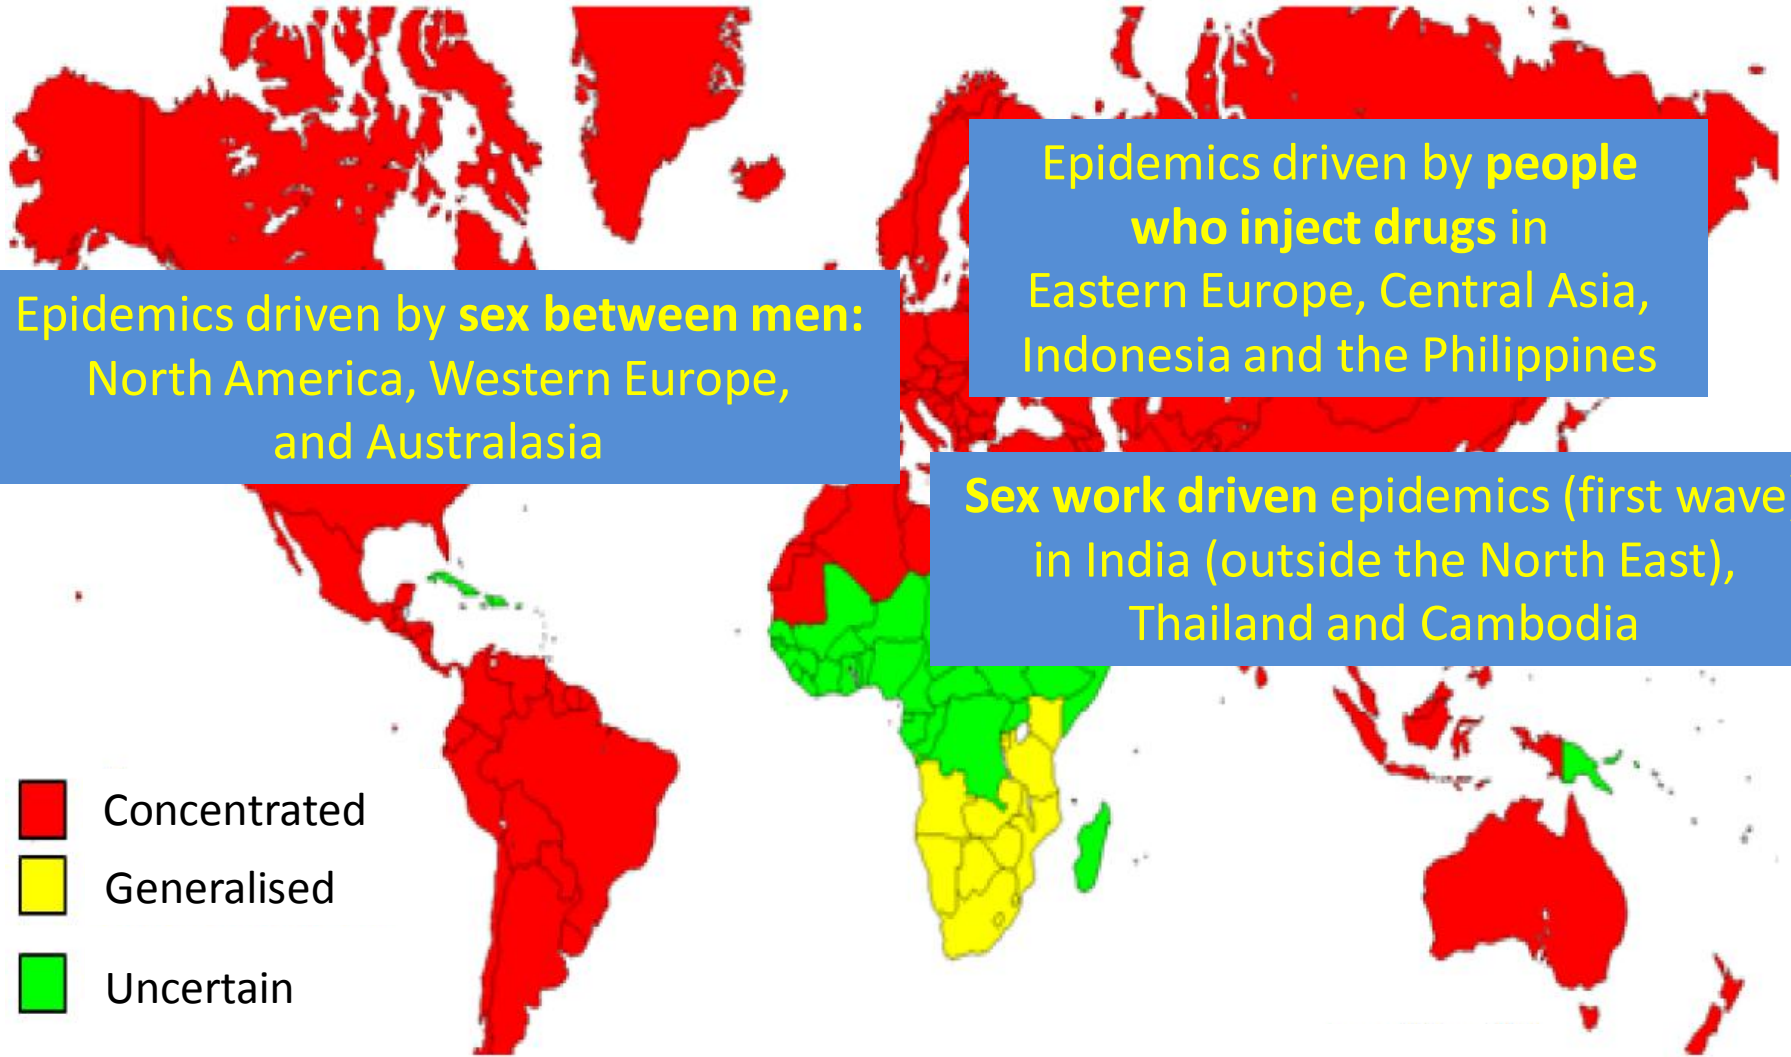 Epidemics driven by people
who inject drugs in
Eastern Europe, Central Asia,
Indonesia and the Philippines
Epidemics driven by sex between men:
North America, Western Europe,
and Australasia
Sex work driven epidemics (first wave
in India (outside the North East),
Thailand and Cambodia
Concentrated
Generalised
Uncertain